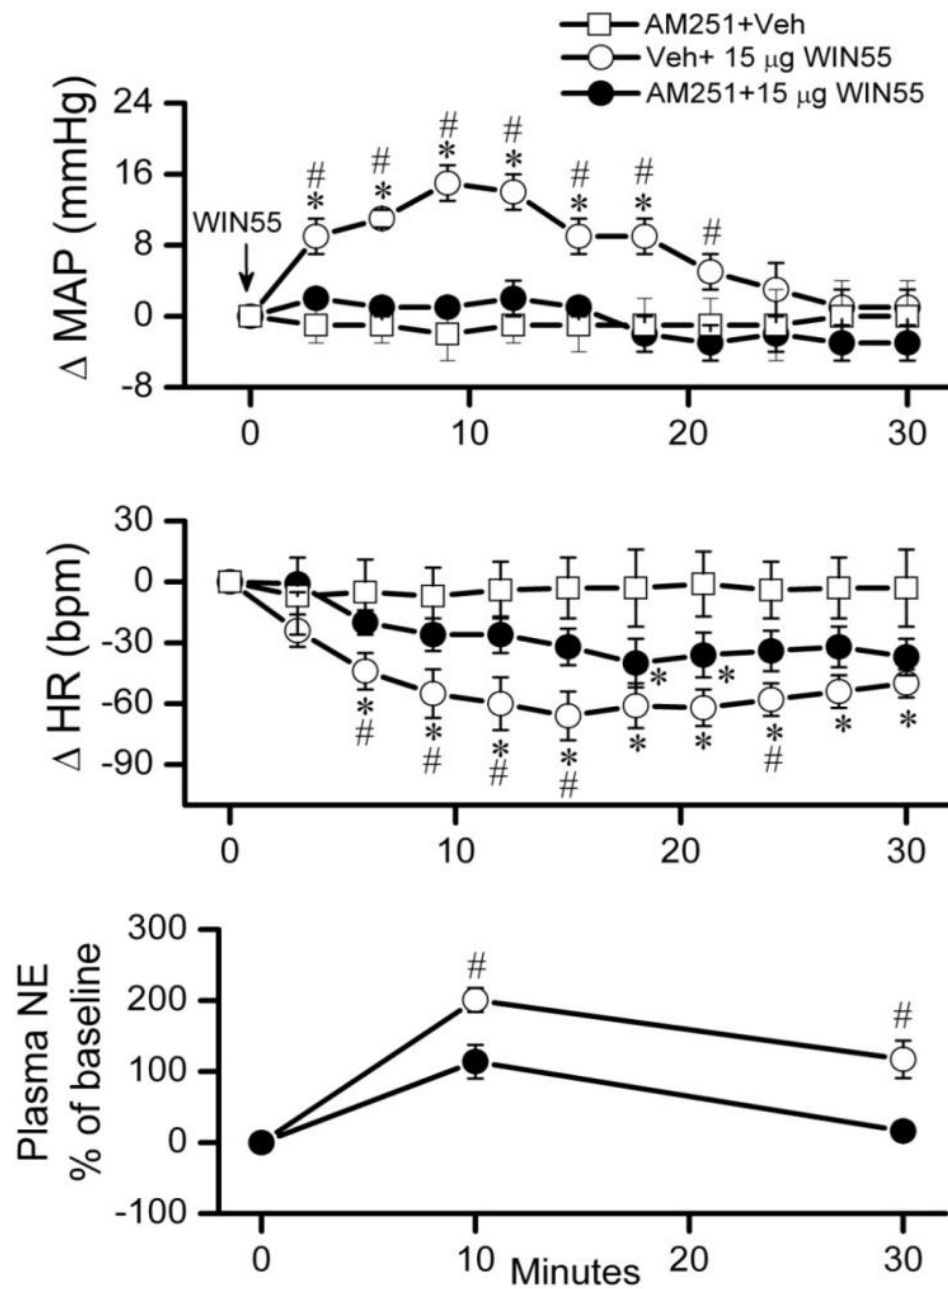 AM251+Veh
Veh+ 15 μg WIN55
AM251+15 μg WIN55
Δ MAP (mmHg)
24
16
8
0
-8
WIN55
# # # # # # #
* * * * * *
0 10 20 30
Δ HR (bpm)
30
0
-30
-60
-90
* *
* * * * * * * * *
# # # # #
0 10 20 30
Plasma NE
% of baseline
300
200
100
0
-100
# #
0 10 20 30
Minutes